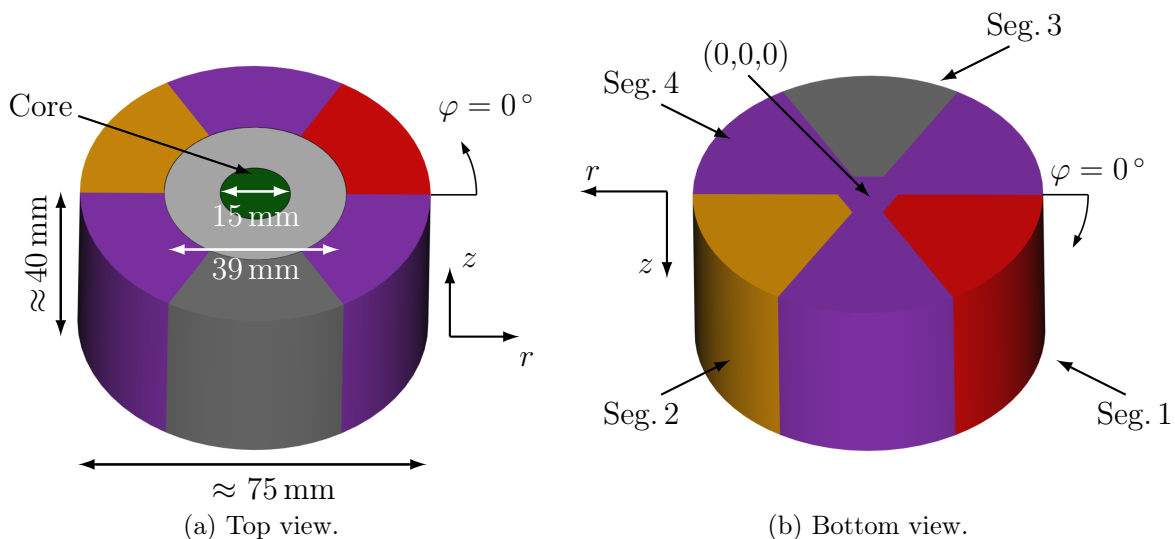 Core
φ = 0°
15 mm
39 mm
≈ 40 mm
z
r
≈ 75 mm
(a) Top view.
(0,0,0)
Seg. 3
Seg. 4
r
φ = 0°
z
Seg. 2
Seg. 1
(b) Bottom view.